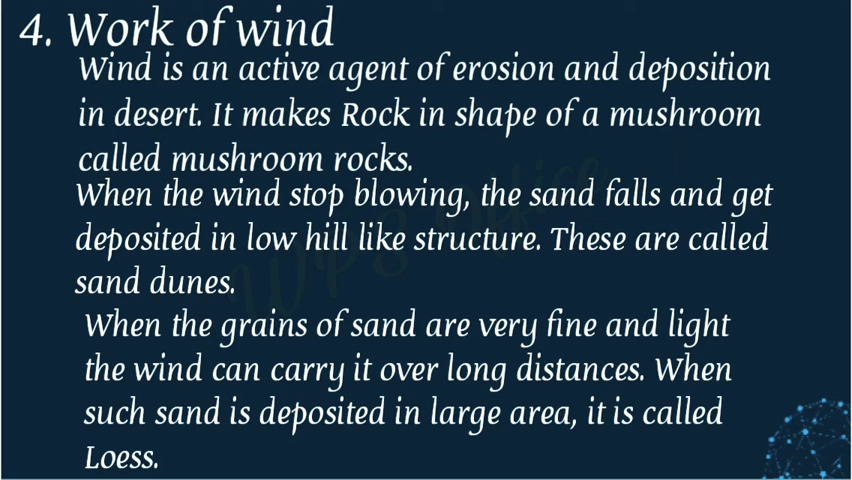 4. Work of wind
Wind is an active agent of erosion and deposition
in desert. It makes Rock in shape of a mushroom
called mushroom rocks.
When the wind stop blowing, the sand falls and get
deposited in low hill like structure. These are called
sand dunes.
When the grains of sand are very fine and light
the wind can carry it over long distances. When
such sand is deposited in large area, it is called
Loess.
WPS Office